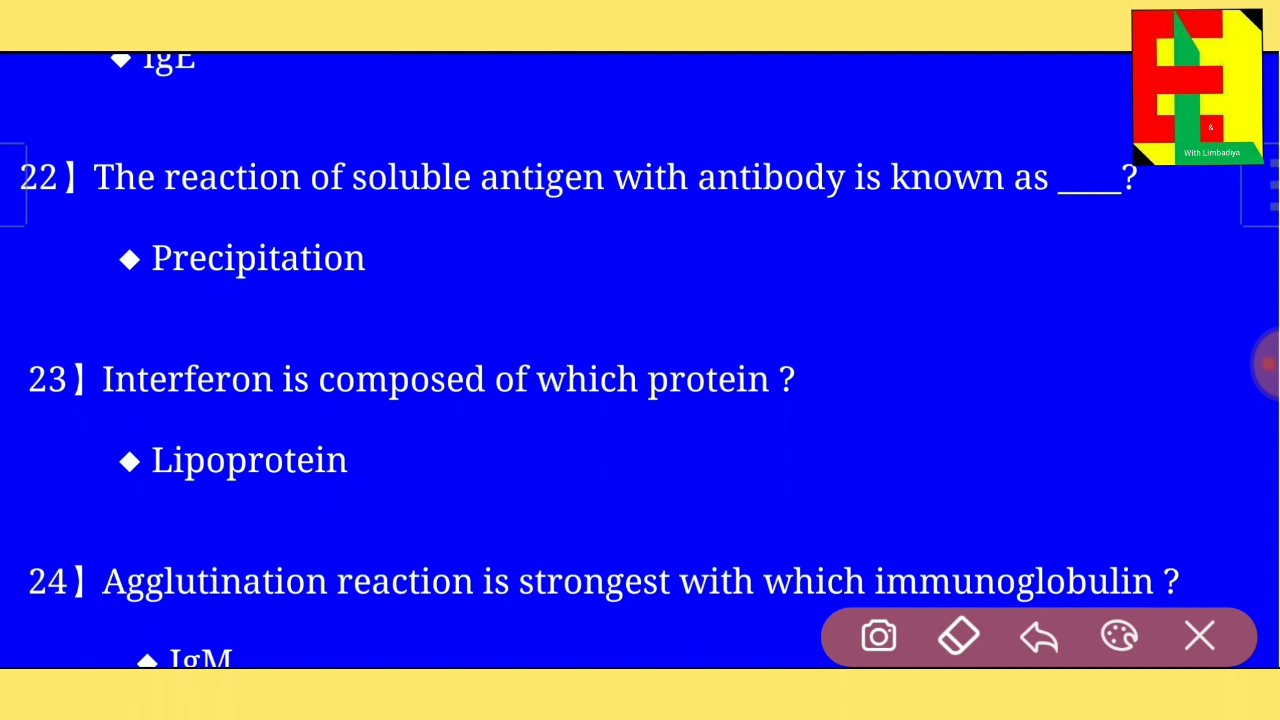 ◆ IgE
&
With Limbadiya
22】The reaction of soluble antigen with antibody is known as ____?
◆ Precipitation
23】Interferon is composed of which protein ?
◆ Lipoprotein
24】Agglutination reaction is strongest with which immunoglobulin ?
◆ IgM